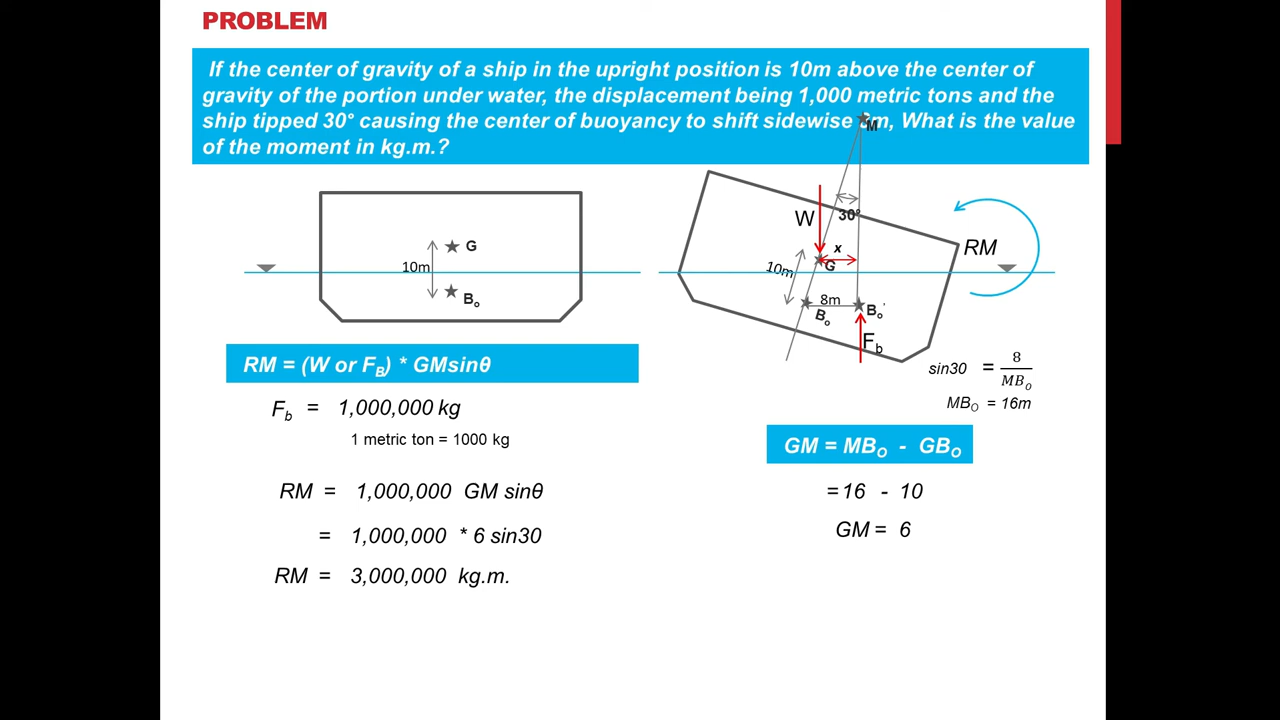 PROBLEM
If the center of gravity of a ship in the upright position is 10m above the center of
gravity of the portion under water, the displacement being 1,000 metric tons and the
ship tipped 30° causing the center of buoyancy to shift sidewise m, What is the value
of the moment in kg.m.?
M
W
30°
x
G
10m
8m
Bo
Bo'
Fb
RM
G
10m
Bo
sin30 = 8/MBO
MBO = 16m
RM = (W or FB) * GMsinθ
Fb = 1,000,000 kg
1 metric ton = 1000 kg
RM = 1,000,000 GM sinθ
= 1,000,000 * 6 sin30
RM = 3,000,000 kg.m.
GM = MBO - GBO
=16 - 10
GM = 6